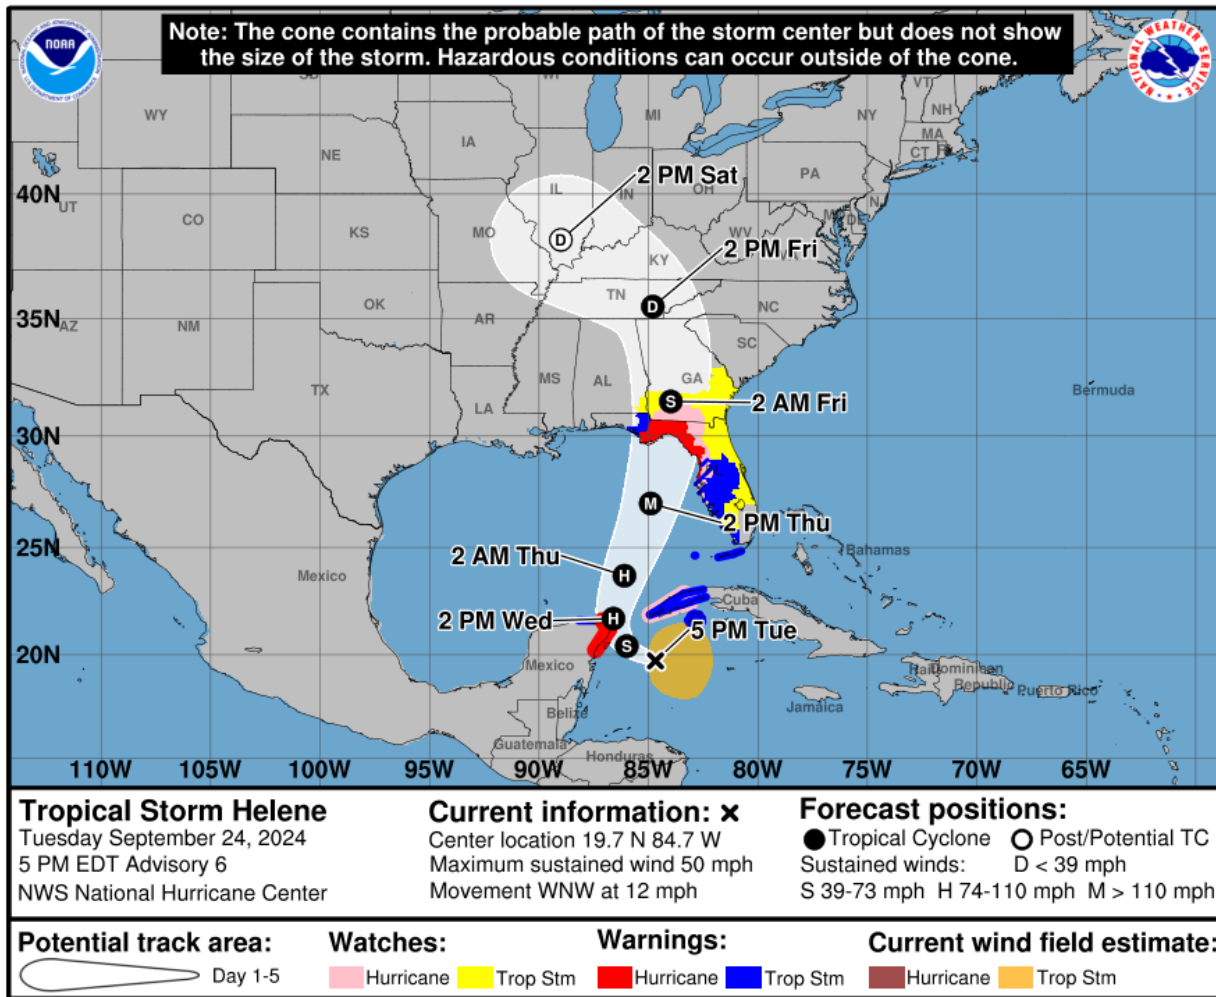 Note: The cone contains the probable path of the storm center but does not show
the size of the storm. Hazardous conditions can occur outside of the cone.
NOAA
NATIONAL WEATHER SERVICE
WY
MI
NY
VT
NH
MA
CT
IA
NE
PA
40N
UT
CO
KS
MO
IL
IN
OH
WV
2 PM Sat
D
2 PM Fri
KY
D
TN
NC
OK
AR
35N
AZ
NM
SC
TX
MS
AL
GA
LA
S
2 AM Fri
Bermuda
30N
M
2 PM Thu
25N
2 AM Thu
H
Bahamas
Mexico
Cuba
2 PM Wed
H
5 PM Tue
S
20N
Mexico
Haiti
Dominican
Republic
Puerto Rico
Jamaica
Belize
Guatemala
Honduras
110W
105W
100W
95W
90W
85W
80W
75W
70W
65W
Tropical Storm Helene
Tuesday September 24, 2024
5 PM EDT Advisory 6
NWS National Hurricane Center
Current information: ×
Center location 19.7 N 84.7 W
Maximum sustained wind 50 mph
Movement WNW at 12 mph
Forecast positions:
Tropical Cyclone Post/Potential TC
Sustained winds: D < 39 mph
S 39-73 mph H 74-110 mph M > 110 mph
Potential track area:
Day 1-5
Watches:
Hurricane Trop Stm
Warnings:
Hurricane Trop Stm
Current wind field estimate:
Hurricane Trop Stm